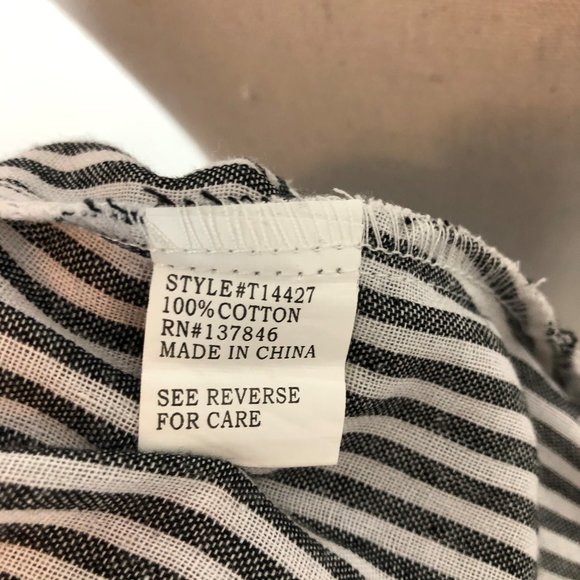 STYLE#T14427
100%COTTON
RN#137846
MADE IN CHINA
SEE REVERSE
FOR CARE